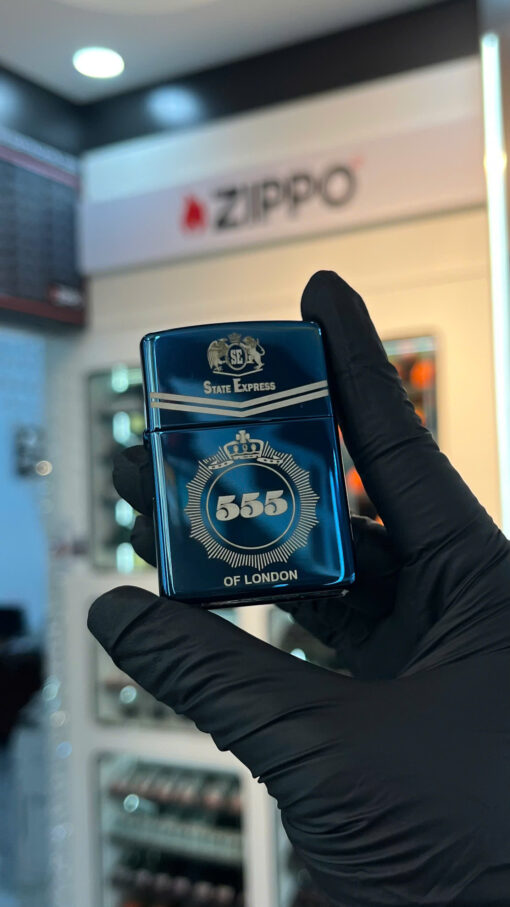 ZIPPO
SE
STATE EXPRESS
555
OF LONDON